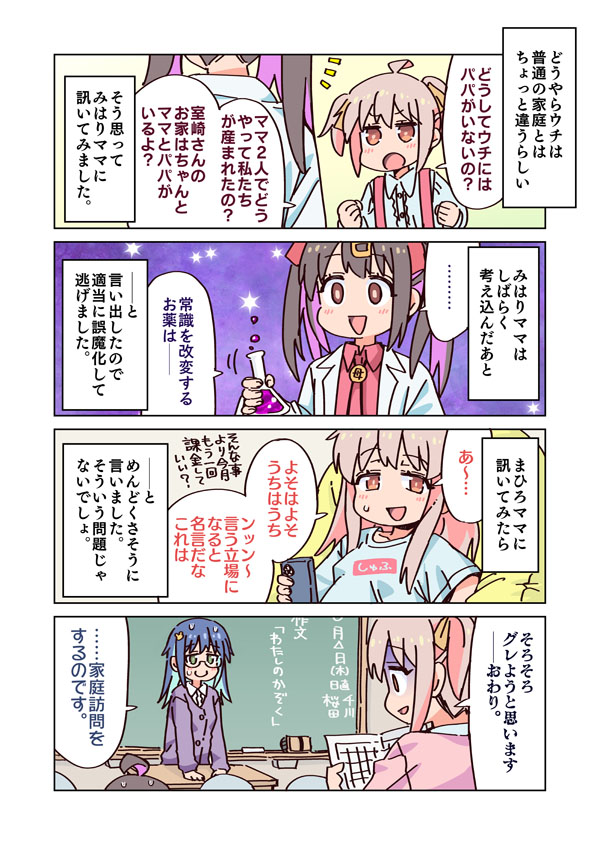 どうやらウチは
普通の家庭とは
ちょっと違うらしい
どうしてウチには
パパがいないの？
ママ２人でどう
やって私たち
が産まれたの？
室崎さんの
お家はちゃんと
ママとパパが
いるよ？
そう思って
みはりママに
訊いてみました。
みはりママは
しばらく
考え込んだあと
………
母
常識を改変する
お薬は――
――と
言い出したので
適当に誤魔化して
逃げました。
まひろママに
訊いてみたら
あ～…
よそはよそ
うちはうち
ンッン～
言う立場に
なると
名言だな
これは
そんな事
より今月
もう一回
課金して
いい？
しゅふ
――と
めんどくさそうに
言いました。
そういう問題じゃ
ないでしょ。
そろそろ
グレようと思います
――おわり。
〇月△日(木)
日直
千川
桜田
作文
「わたしのかぞく」
……家庭訪問を
するのです。